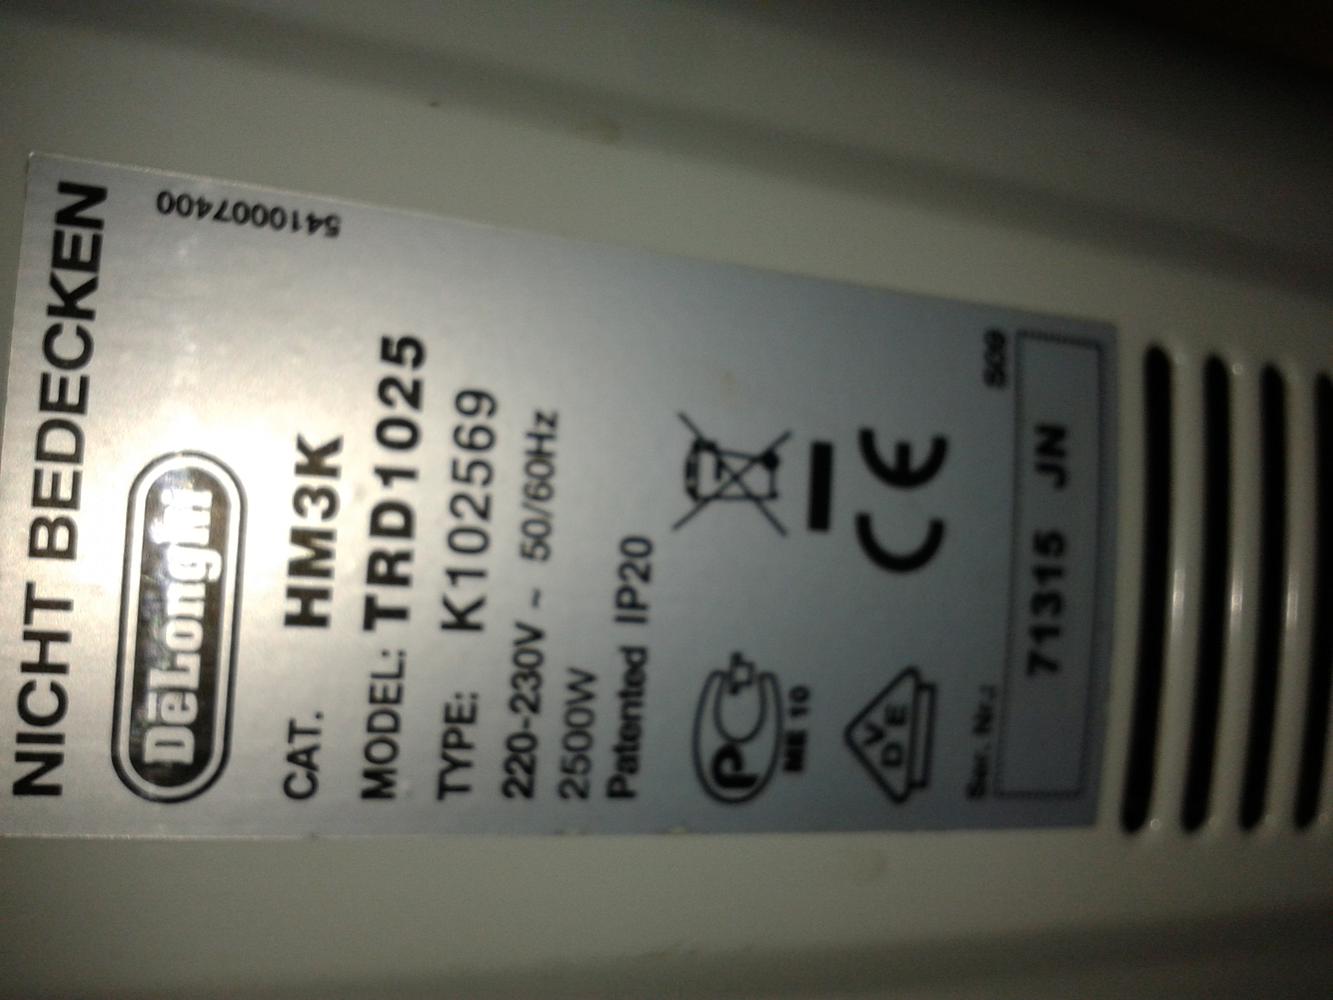 NICHT BEDECKEN
5410007400
DeLonghi
CAT. HM3K
MODEL: TRD1025
TYPE: K102569
220-230V ~ 50/60Hz
2500W
Patented IP20
ME 10
CE
VDE
S09
Ser. Nr.:
71315 JN